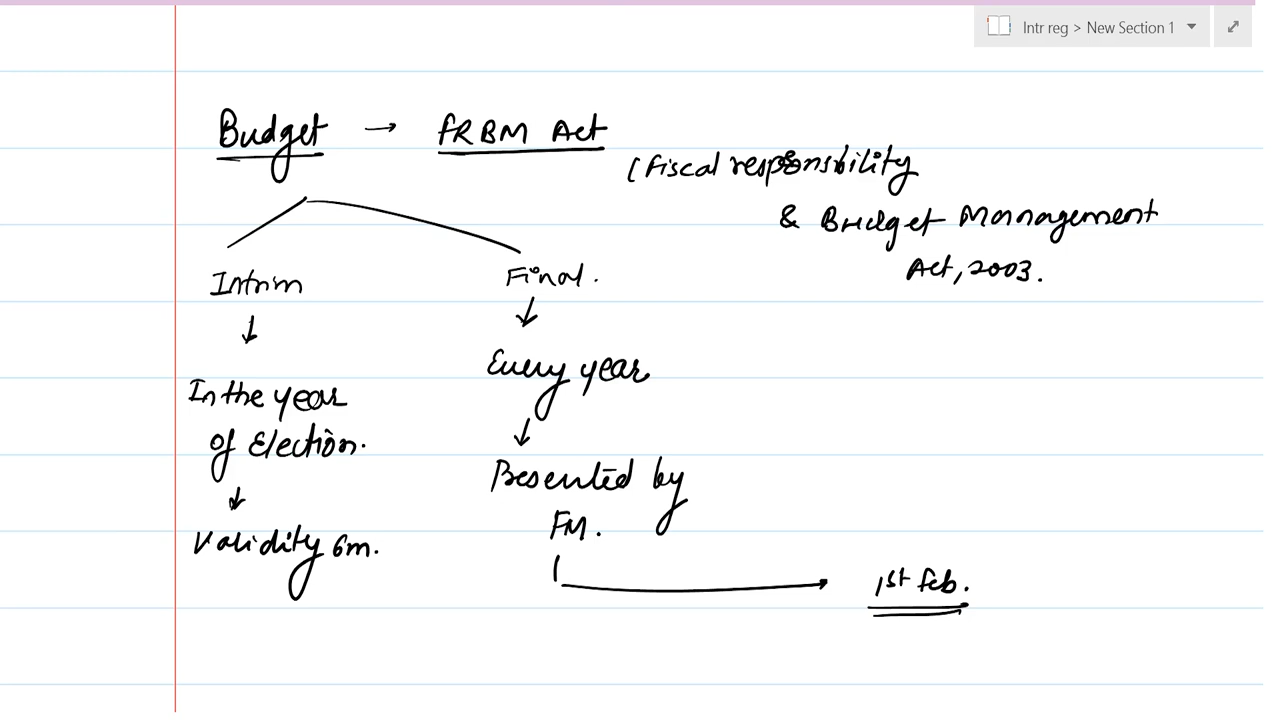 Intr reg > New Section 1
Budget → FRBM Act
(Fiscal responsibility
& Budget Management
Act, 2003.
Intrim
Final.
↓
↓
Every year
In the year
of Election.
↓
↓
Presented by
FM.
Validity 6m.
1st feb.